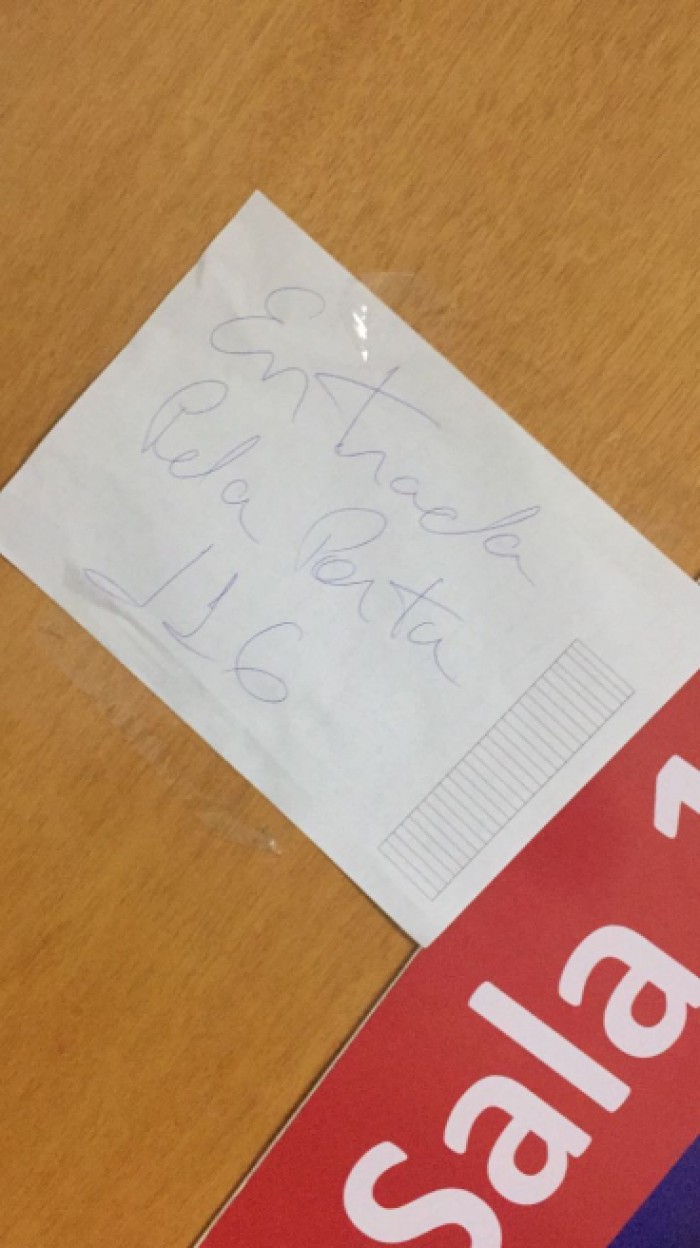 Entrada
Pela Porta
116
Sala 1